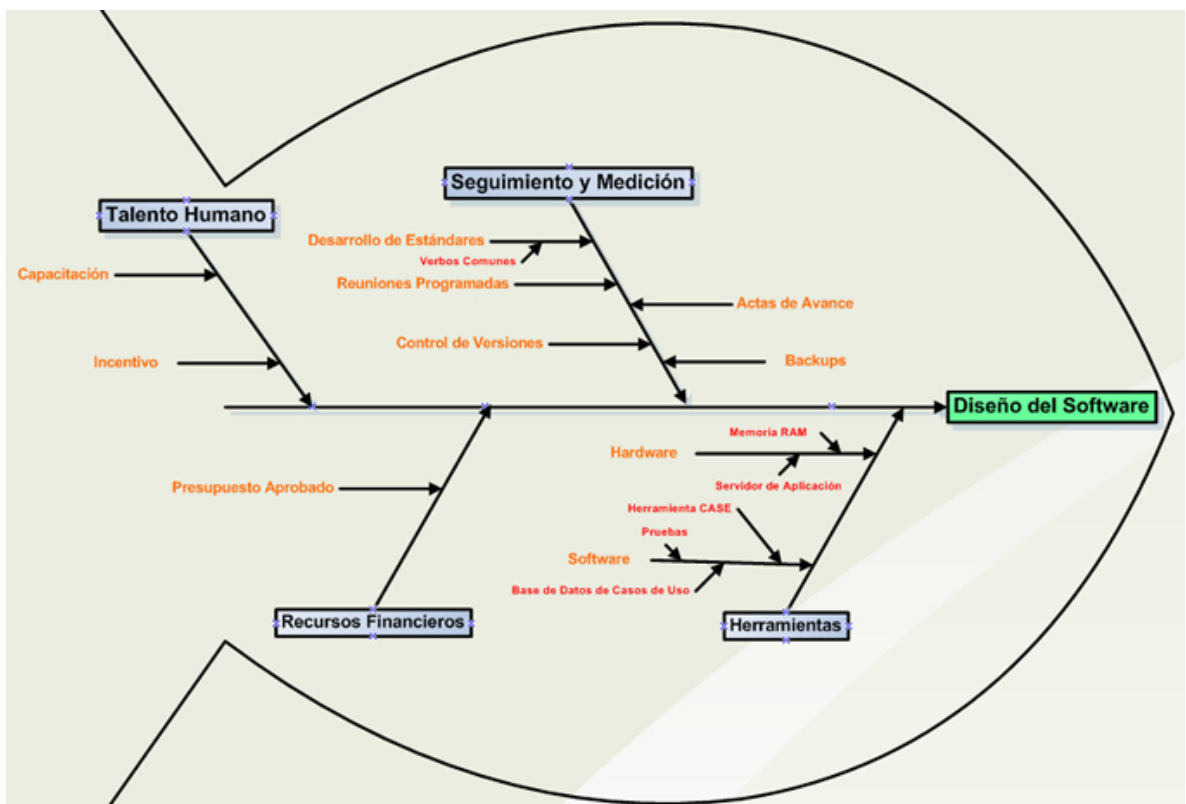 Seguimiento y Medición
Talento Humano
Desarrollo de Estándares
Verbos Comunes
Capacitación
Reuniones Programadas
Actas de Avance
Control de Versiones
Incentivo
Backups
Diseño del Software
Memoria RAM
Hardware
Servidor de Aplicación
Presupuesto Aprobado
Herramienta CASE
Pruebas
Software
Base de Datos de Casos de Uso
Recursos Financieros
Herramientas